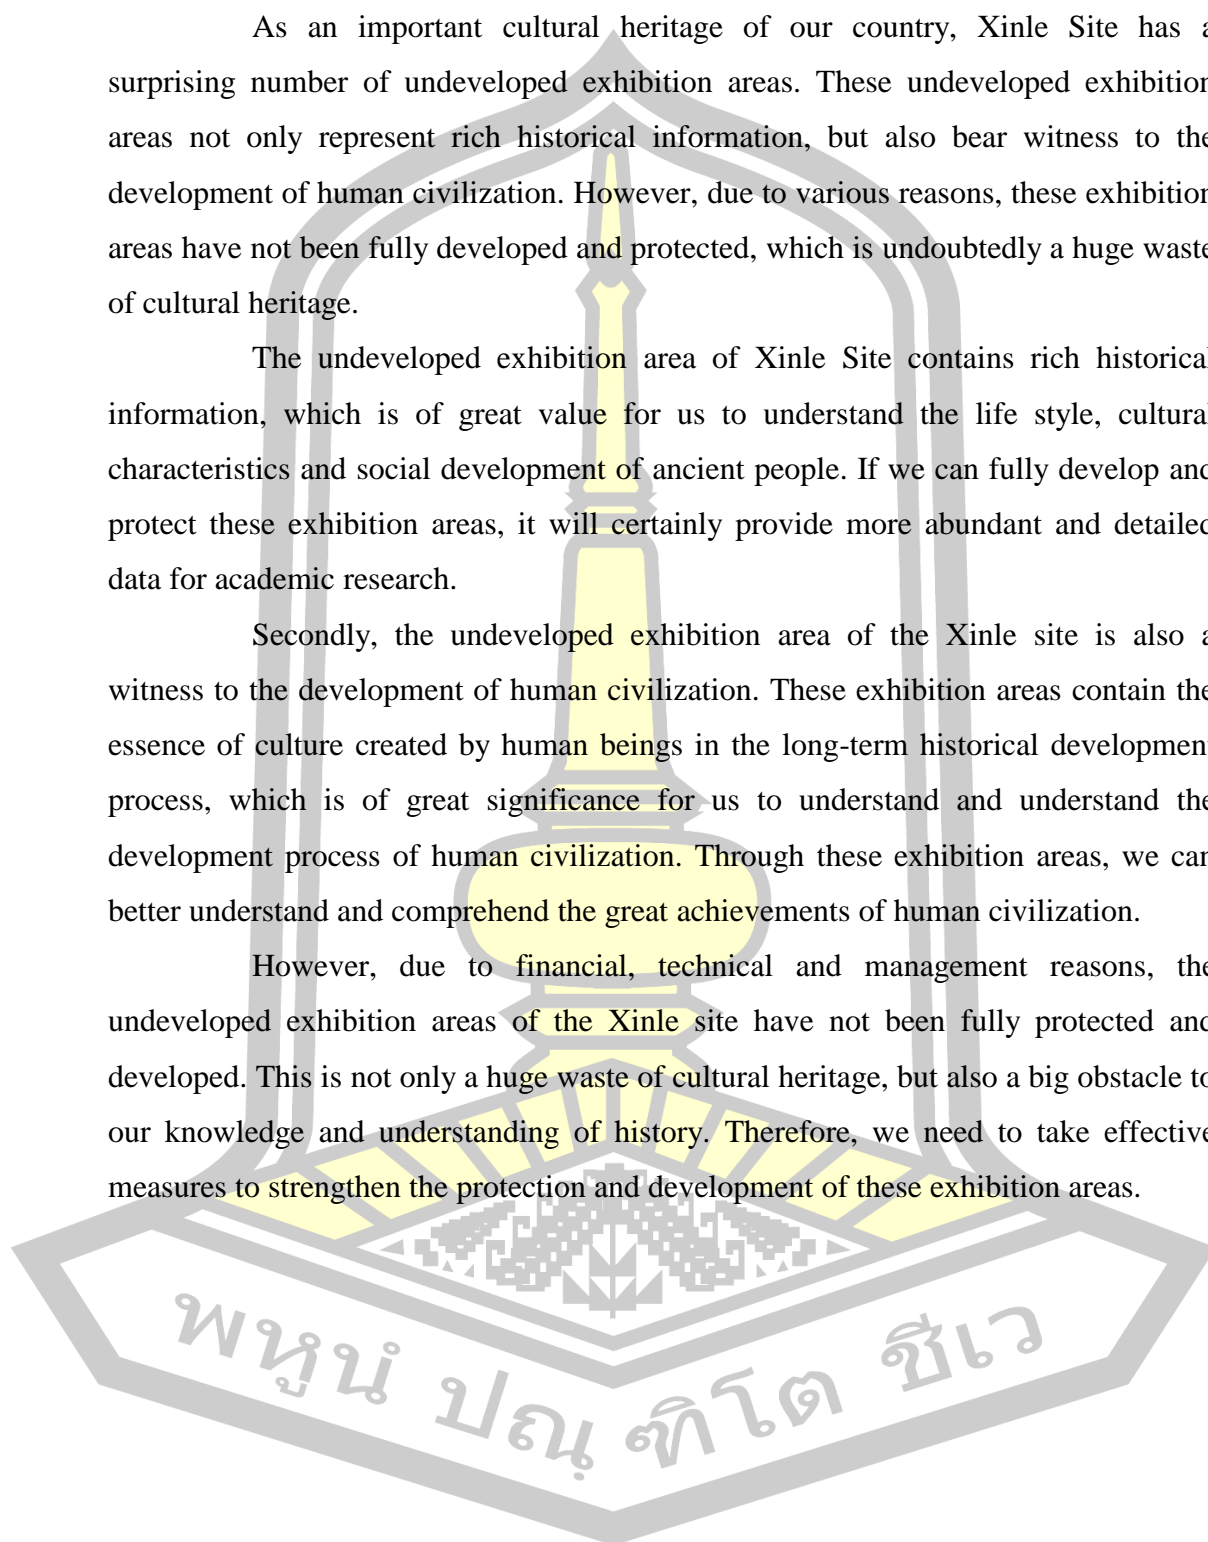 As an important cultural heritage of our country, Xinle Site has a
surprising number of undeveloped exhibition areas. These undeveloped exhibition
areas not only represent rich historical information, but also bear witness to the
development of human civilization. However, due to various reasons, these exhibition
areas have not been fully developed and protected, which is undoubtedly a huge waste
of cultural heritage.
The undeveloped exhibition area of Xinle Site contains rich historical
information, which is of great value for us to understand the life style, cultural
characteristics and social development of ancient people. If we can fully develop and
protect these exhibition areas, it will certainly provide more abundant and detailed
data for academic research.
Secondly, the undeveloped exhibition area of the Xinle site is also a
witness to the development of human civilization. These exhibition areas contain the
essence of culture created by human beings in the long-term historical development
process, which is of great significance for us to understand and understand the
development process of human civilization. Through these exhibition areas, we can
better understand and comprehend the great achievements of human civilization.
However, due to financial, technical and management reasons, the
undeveloped exhibition areas of the Xinle site have not been fully protected and
developed. This is not only a huge waste of cultural heritage, but also a big obstacle to
our knowledge and understanding of history. Therefore, we need to take effective
measures to strengthen the protection and development of these exhibition areas.
พหูนํ ปณฺฑิโต ชีเว